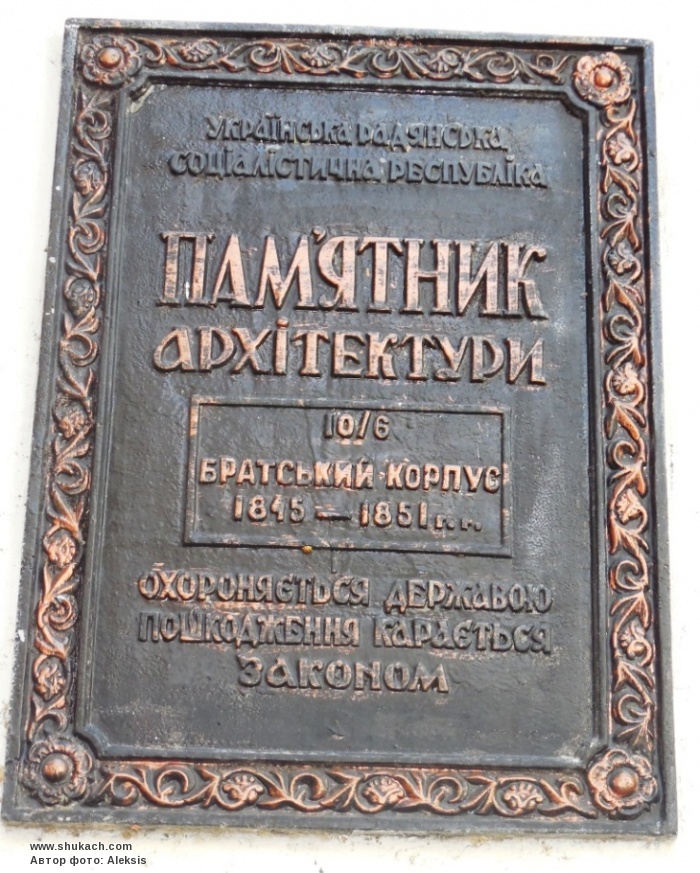 УКРАЇНСЬКА РАДЯНСЬКА
СОЦІАЛІСТИЧНА РЕСПУБЛІКА
ПАМ'ЯТНИК
АРХІТЕКТУРИ
10/6
БРАТСЬКИЙ КОРПУС
1845 — 1851 р.р.
ОХОРОНЯЄТЬСЯ ДЕРЖАВОЮ
ПОШКОДЖЕННЯ КАРАЄТЬСЯ
ЗАКОНОМ
www.shukach.com
Автор фото: Aleksis